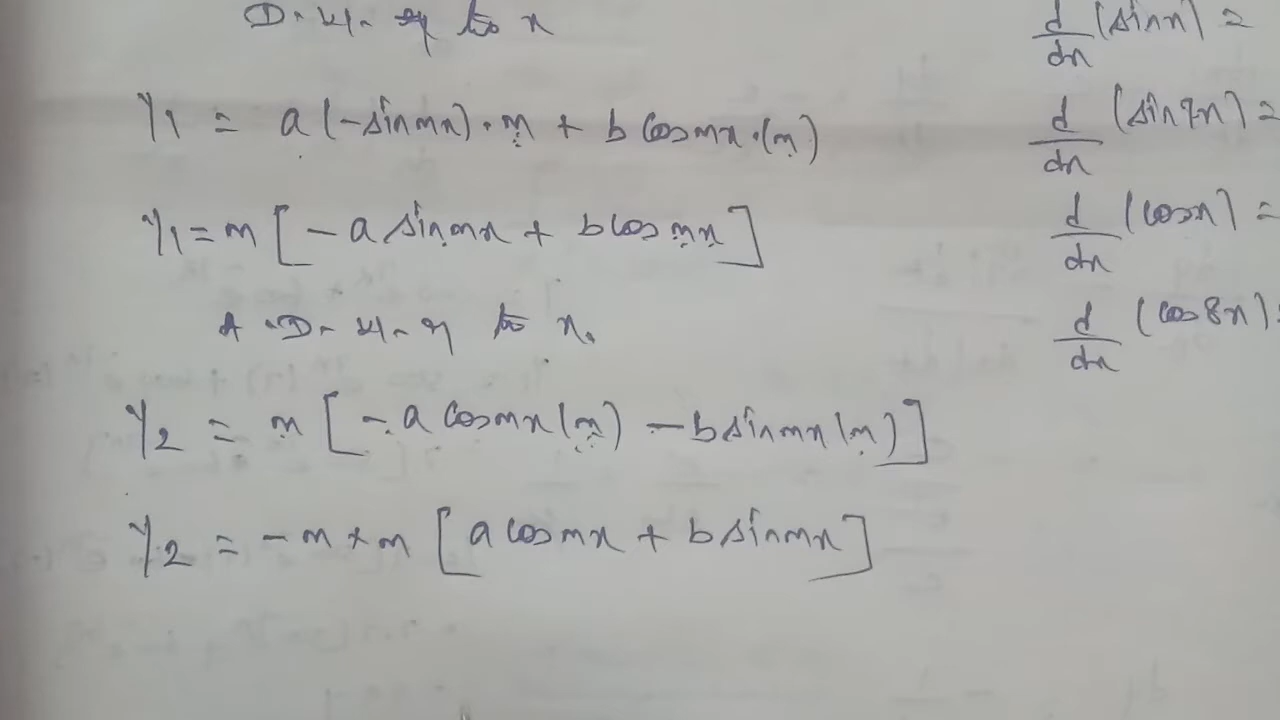 D. w. r to x
y1 = a(-sinmx).m + b cosmx.(m)
y1 = m[-a sinmx + b cos mx]
A.D.w.r to x.
y2 = m[-a cosmx(m) - b sinmx(m)]
y2 = -m×m[a cosmx + b sinmx]
d/dx (sinx) =
d/dx (sin7x) =
d/dx (cosx) =
d/dx (cos8x) =